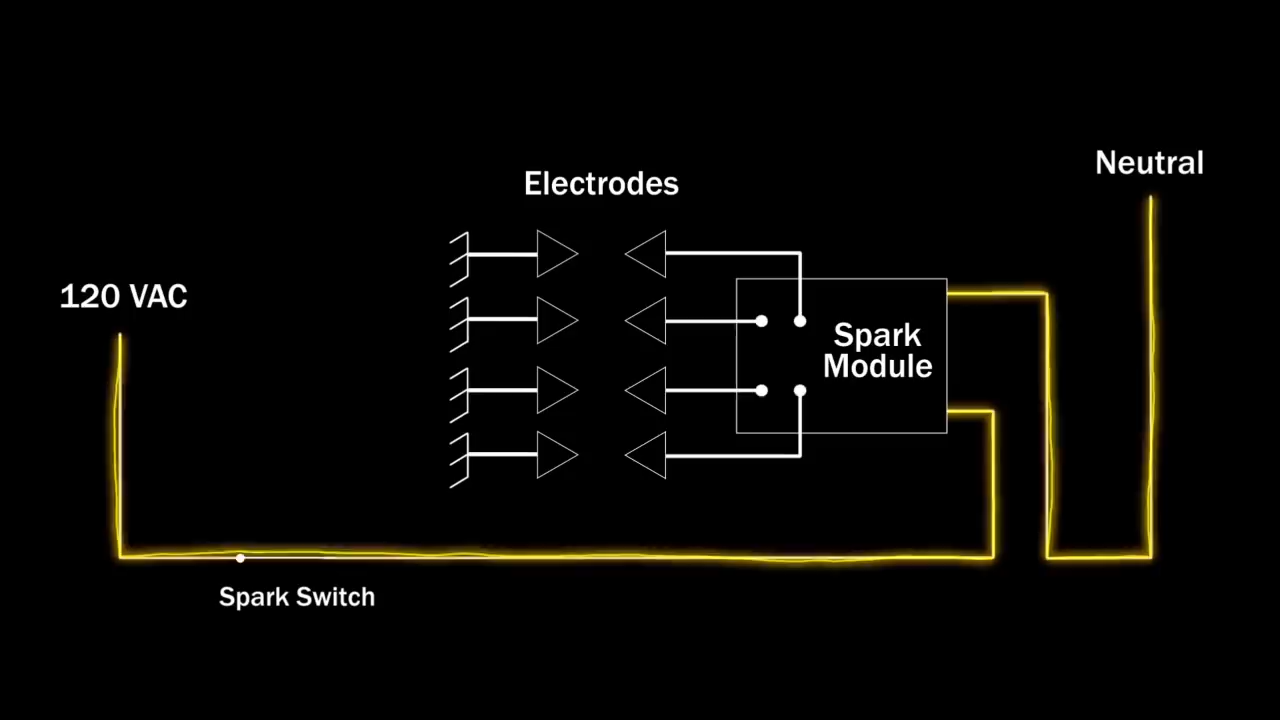 Neutral
Electrodes
120 VAC
Spark
Module
Spark Switch